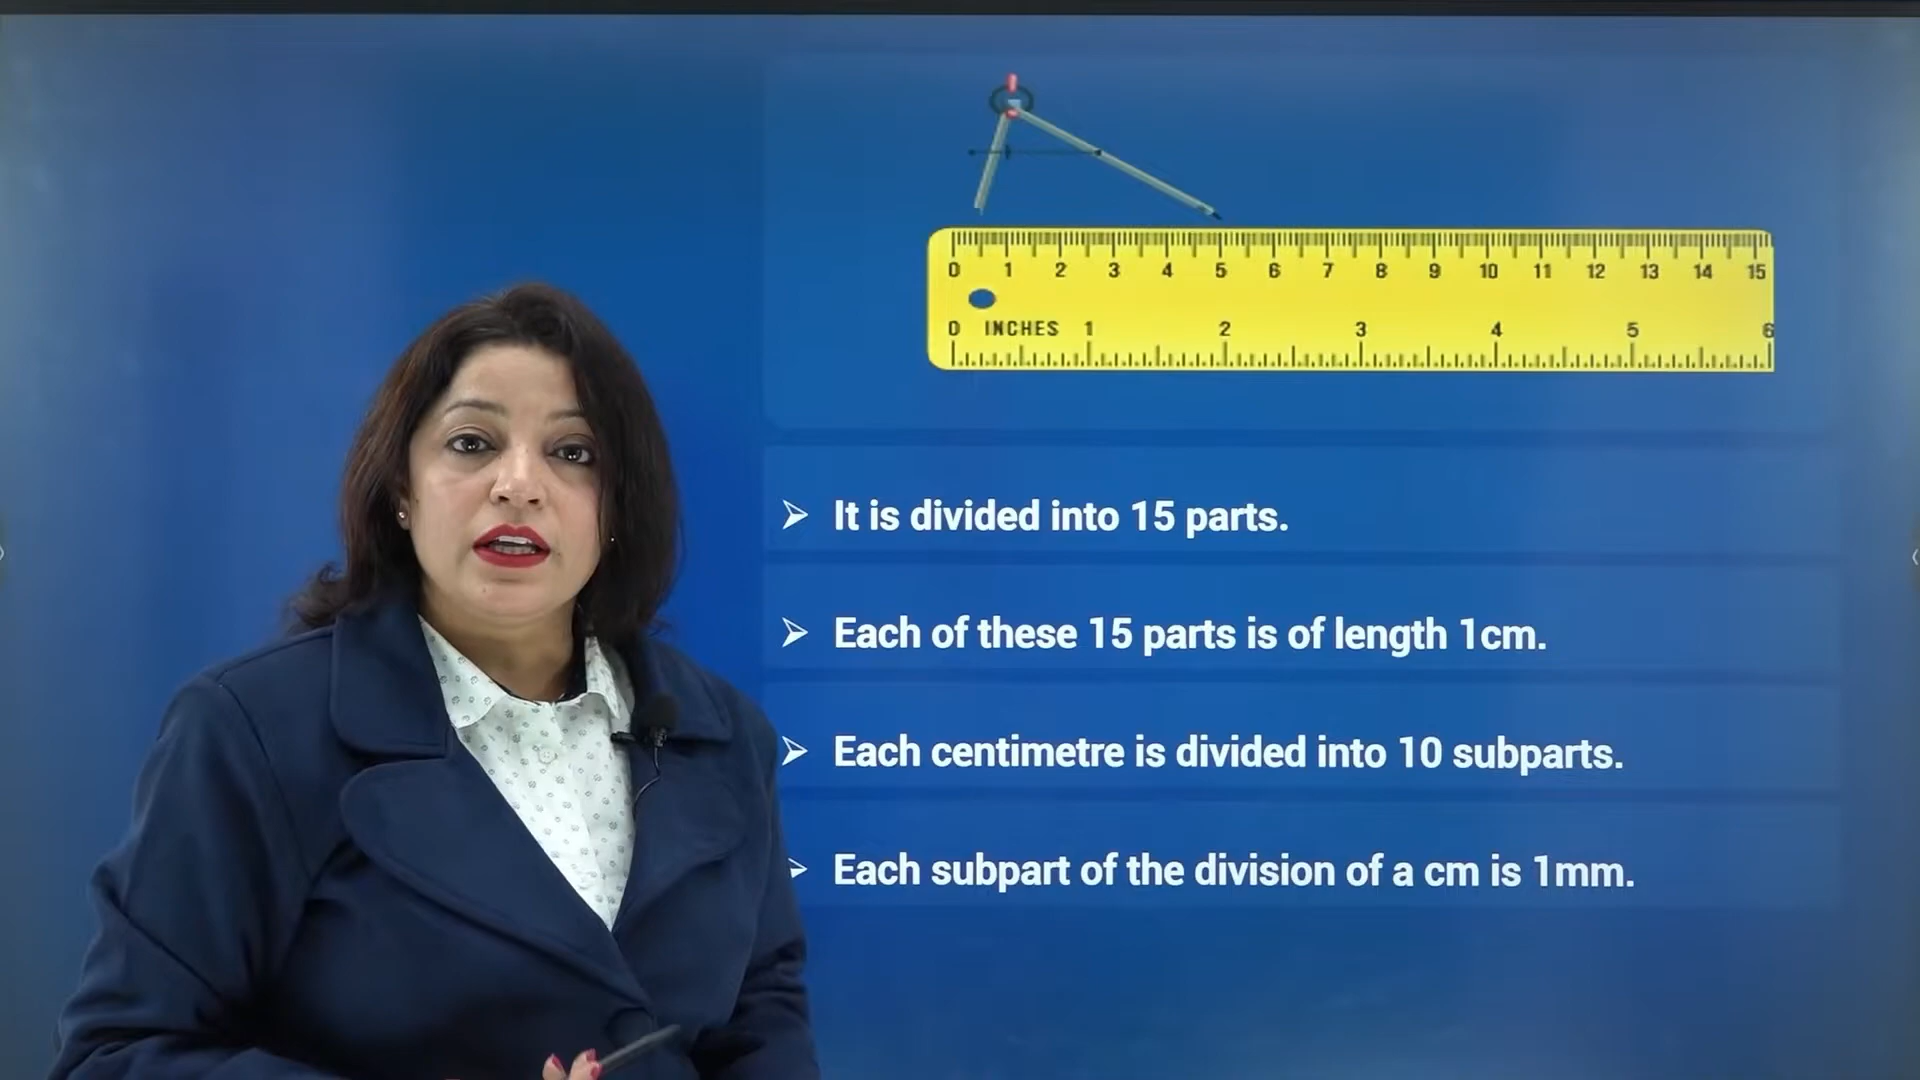 0 1 2 3 4 5 6 7 8 9 10 11 12 13 14 15
0 INCHES 1 2 3 4 5 6
It is divided into 15 parts.
Each of these 15 parts is of length 1cm.
Each centimetre is divided into 10 subparts.
Each subpart of the division of a cm is 1mm.